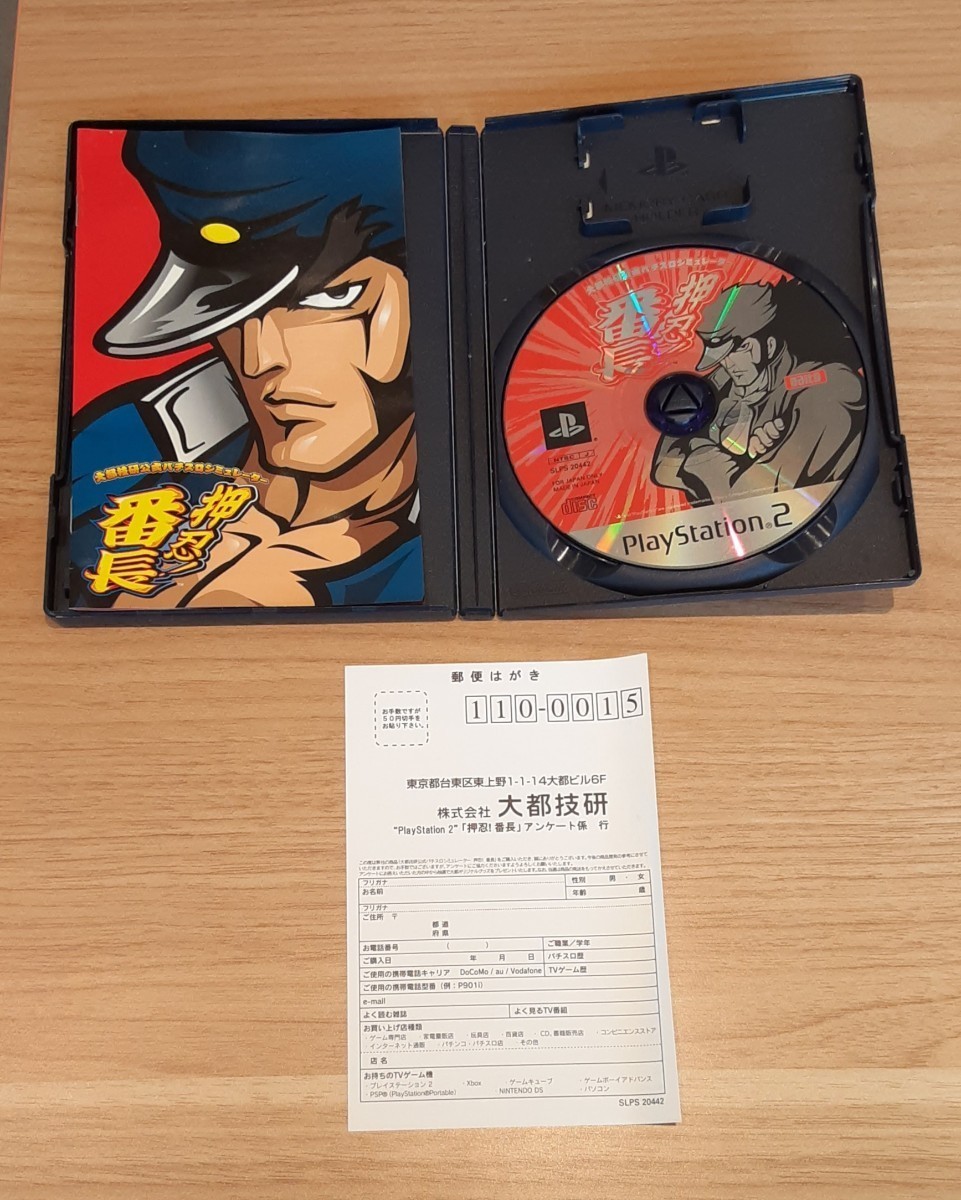 大都技研公式パチスロシミュレーター
押忍!
番長
大都技研公式パチスロシミュレーター
押忍!
番長
DAITO
NTSC J
SLPS 20442
FOR JAPAN ONLY
MADE IN JAPAN
disc
PlayStation®2
郵便はがき
お手数ですが
50円切手を
お貼り下さい。
110-0015
東京都台東区東上野1-1-14大都ビル6F
株式会社 大都技研
"PlayStation 2"「押忍!番長」アンケート係 行
フリガナ
お名前
性別 男・女
年齢 歳
フリガナ
ご住所 〒
都道
府県
お電話番号 ( )
ご職業/学年
ご購入日 年 月 日
パチスロ歴
ご使用の携帯電話キャリア DoCoMo / au / Vodafone
TVゲーム歴
ご使用の携帯電話型番(例:P901i)
e-mail
よく読む雑誌
よく見るTV番組
お買い上げ店種類
・ゲーム専門店 ・家電量販店 ・玩具店 ・百貨店 ・CD、書籍販売店 ・コンビニエンスストア
・インターネット通販 ・パチンコ・パチスロ店 ・その他
店名
お持ちのTVゲーム機
・プレイステーション2 ・Xbox ・ゲームキューブ ・ゲームボーイアドバンス
・PSP®(PlayStation®Portable) ・NINTENDO DS ・パソコン
SLPS 20442